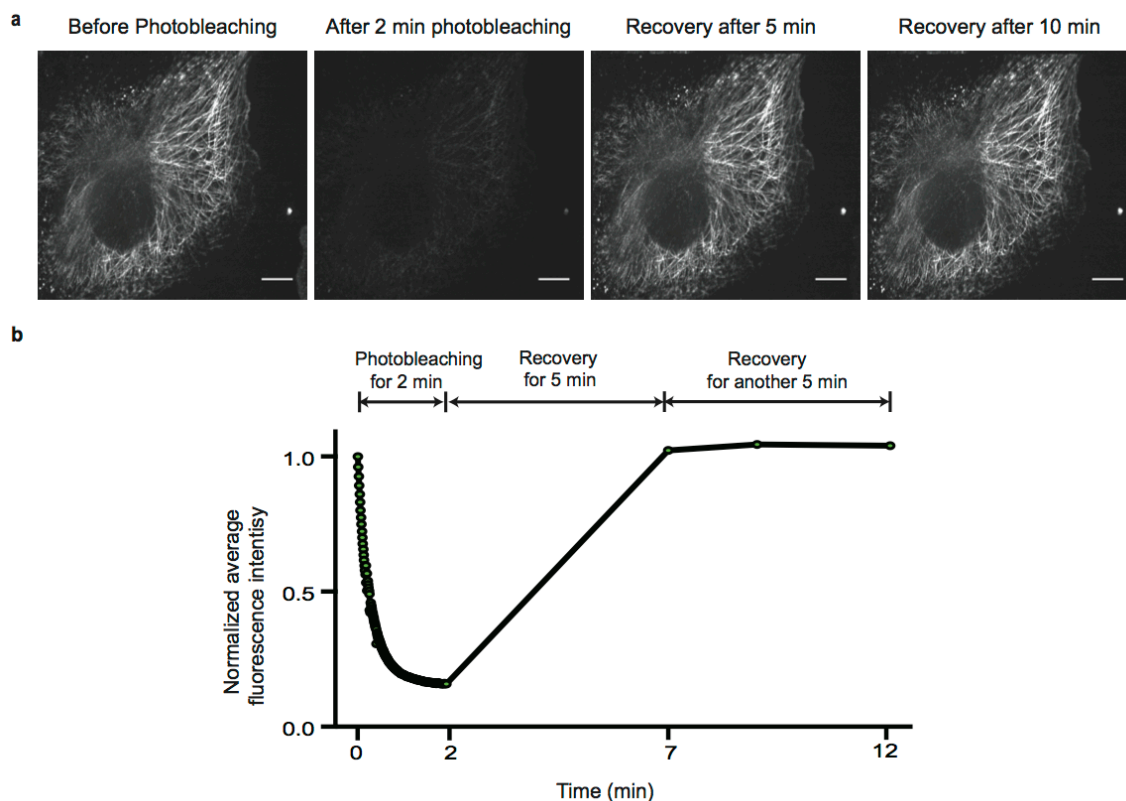 a
Before Photobleaching
After 2 min photobleaching
Recovery after 5 min
Recovery after 10 min
b
Photobleaching
for 2 min
Recovery
for 5 min
Recovery
for another 5 min
Normalized average
fluorescence intentisy
1.0
0.5
0.0
0
2
7
12
Time (min)